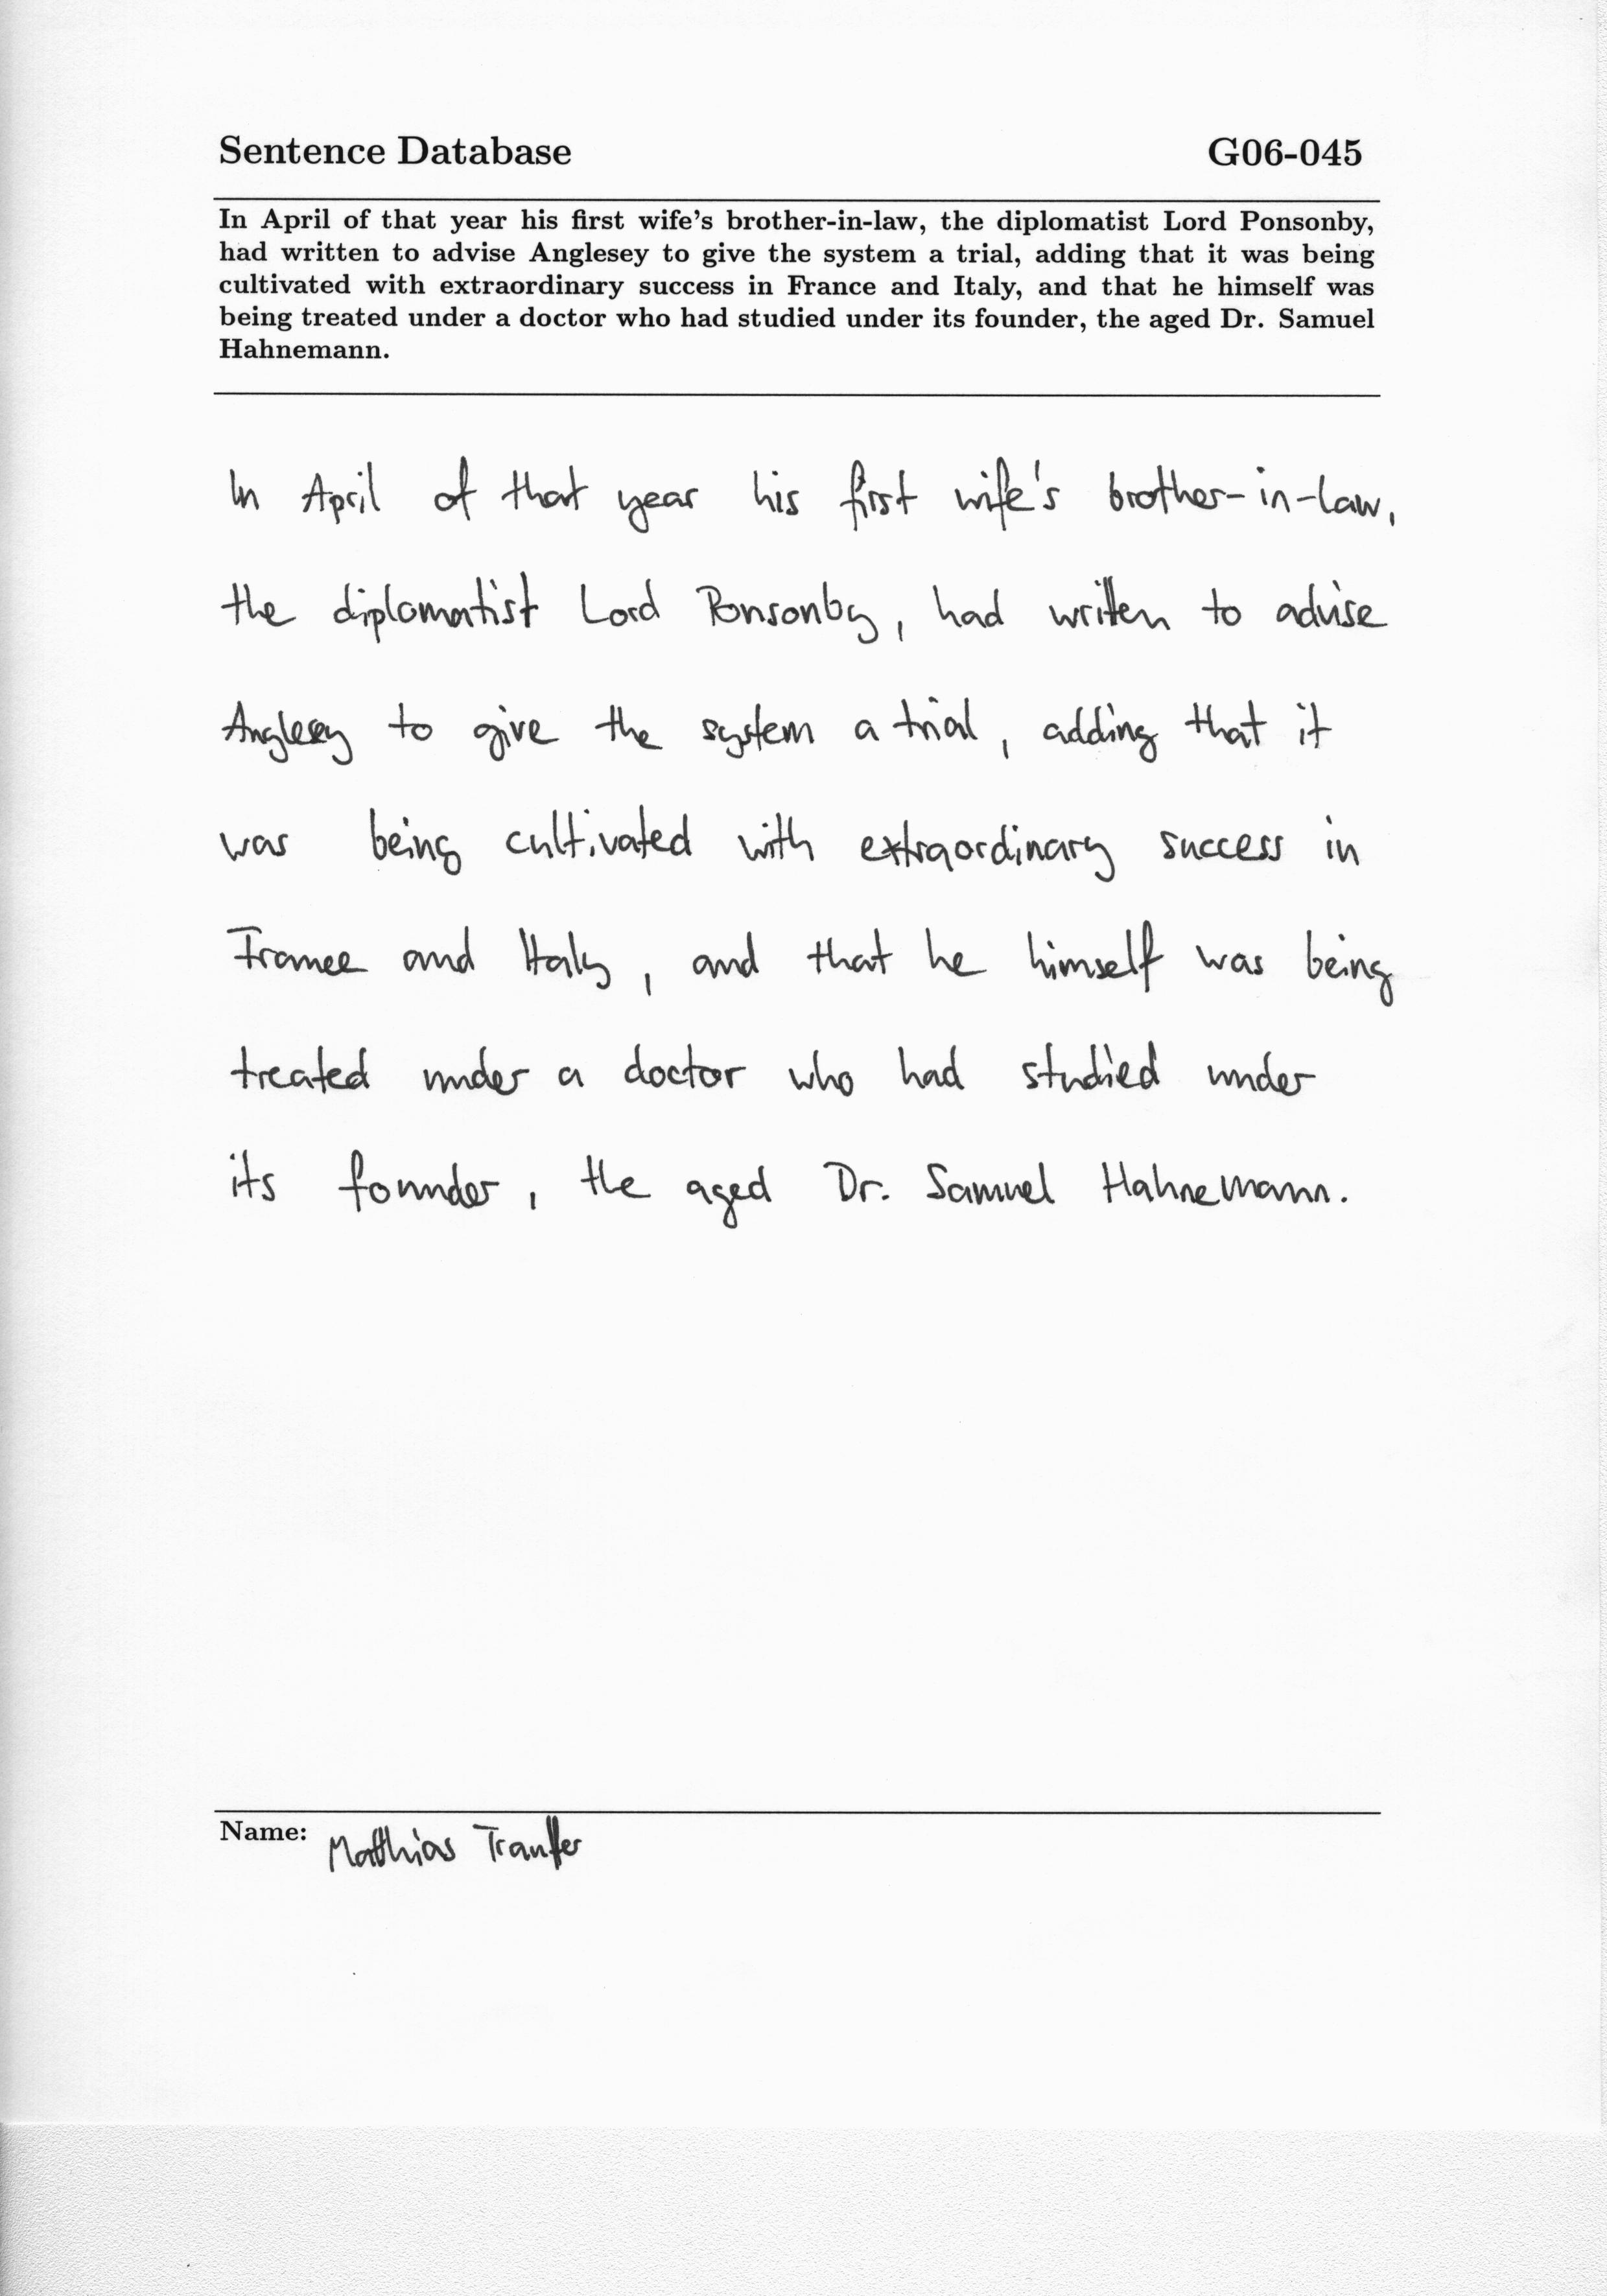 Sentence Database G06-045
In April of that year his first wife's brother-in-law, the diplomatist Lord Ponsonby,
had written to advise Anglesey to give the system a trial, adding that it was being
cultivated with extraordinary success in France and Italy, and that he himself was
being treated under a doctor who had studied under its founder, the aged Dr. Samuel
Hahnemann.
In April of that year his first wife's brother-in-law,
the diplomatist Lord Ponsonby, had written to advise
Anglesey to give the system a trial, adding that it
was being cultivated with extraordinary success in
France and Italy, and that he himself was being
treated under a doctor who had studied under
its founder, the aged Dr. Samuel Hahnemann.
Name: Matthias